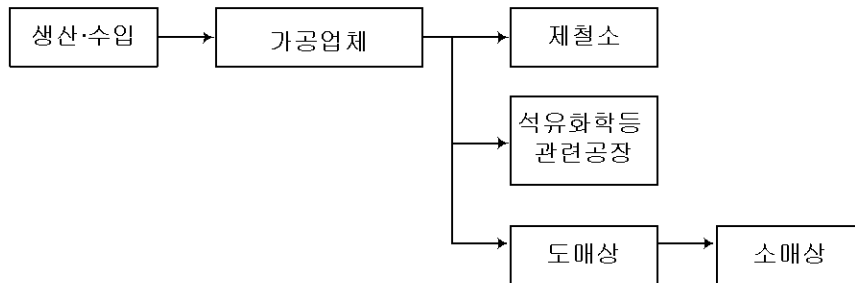 생산·수입
가공업체
제철소
석유화학등
관련공장
도매상
소매상